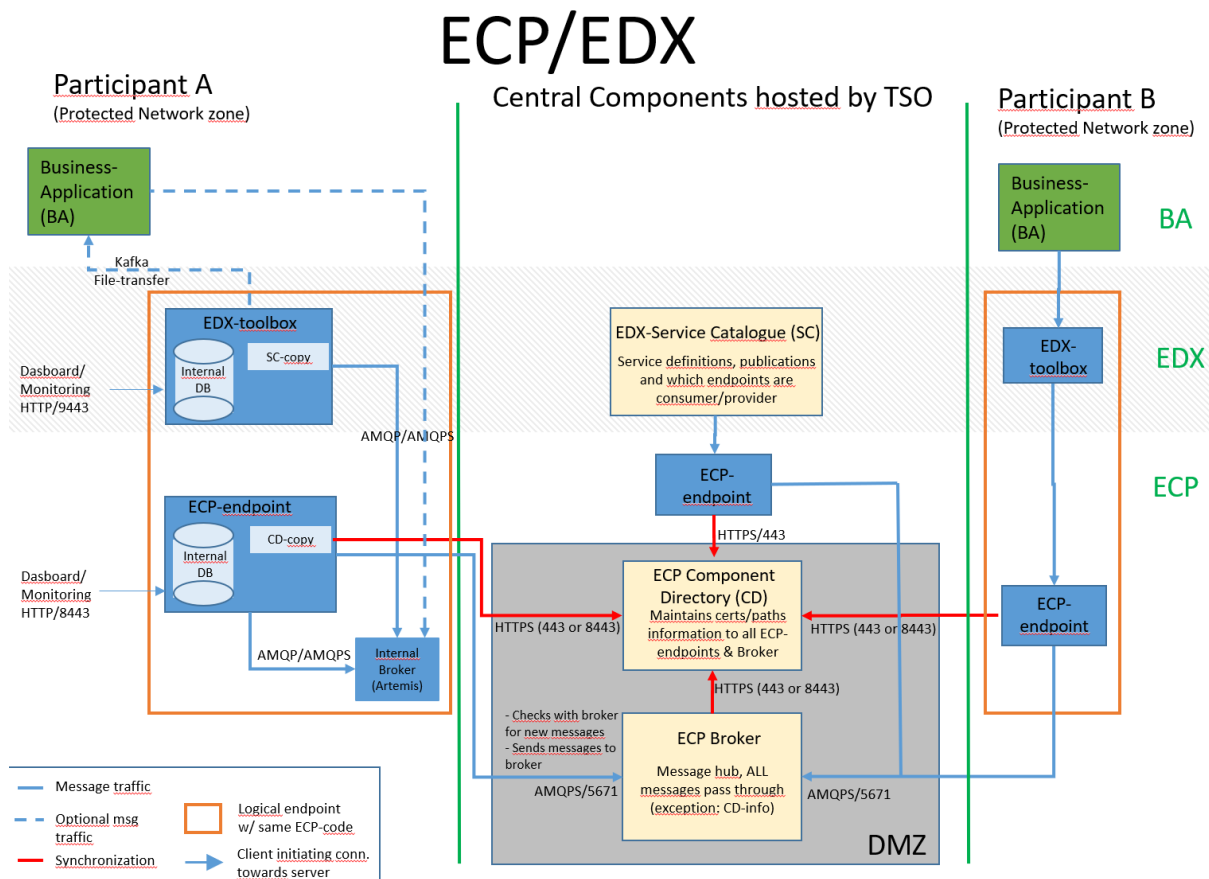 ECP/EDX
Participant A
(Protected Network zone)
Central Components hosted by TSO
Participant B
(Protected Network zone)
Business-
Application
(BA)
Business-
Application
(BA)
BA
Kafka
File-transfer
EDX-toolbox
SC-copy
Internal
DB
Dasboard/
Monitoring
HTTP/9443
AMQP/AMQPS
EDX-Service Catalogue (SC)
Service definitions, publications
and which endpoints are
consumer/provider
EDX-
toolbox
EDX
ECP-
endpoint
ECP
HTTPS/443
ECP-endpoint
CD-copy
Internal
DB
Dasboard/
Monitoring
HTTP/8443
AMQP/AMQPS
Internal
Broker
(Artemis)
HTTPS (443 or 8443)
ECP Component
Directory (CD)
Maintains certs/paths
information to all ECP-
endpoints & Broker
HTTPS (443 or 8443)
ECP-
endpoint
HTTPS (443 or 8443)
- Checks with broker
for new messages
- Sends messages to
broker
AMQPS/5671
ECP Broker
Message hub, ALL
messages pass through
(exception: CD-info)
AMQPS/5671
DMZ
Message traffic
Optional msg
traffic
Synchronization
Logical endpoint
w/ same ECP-code
Client initiating conn.
towards server